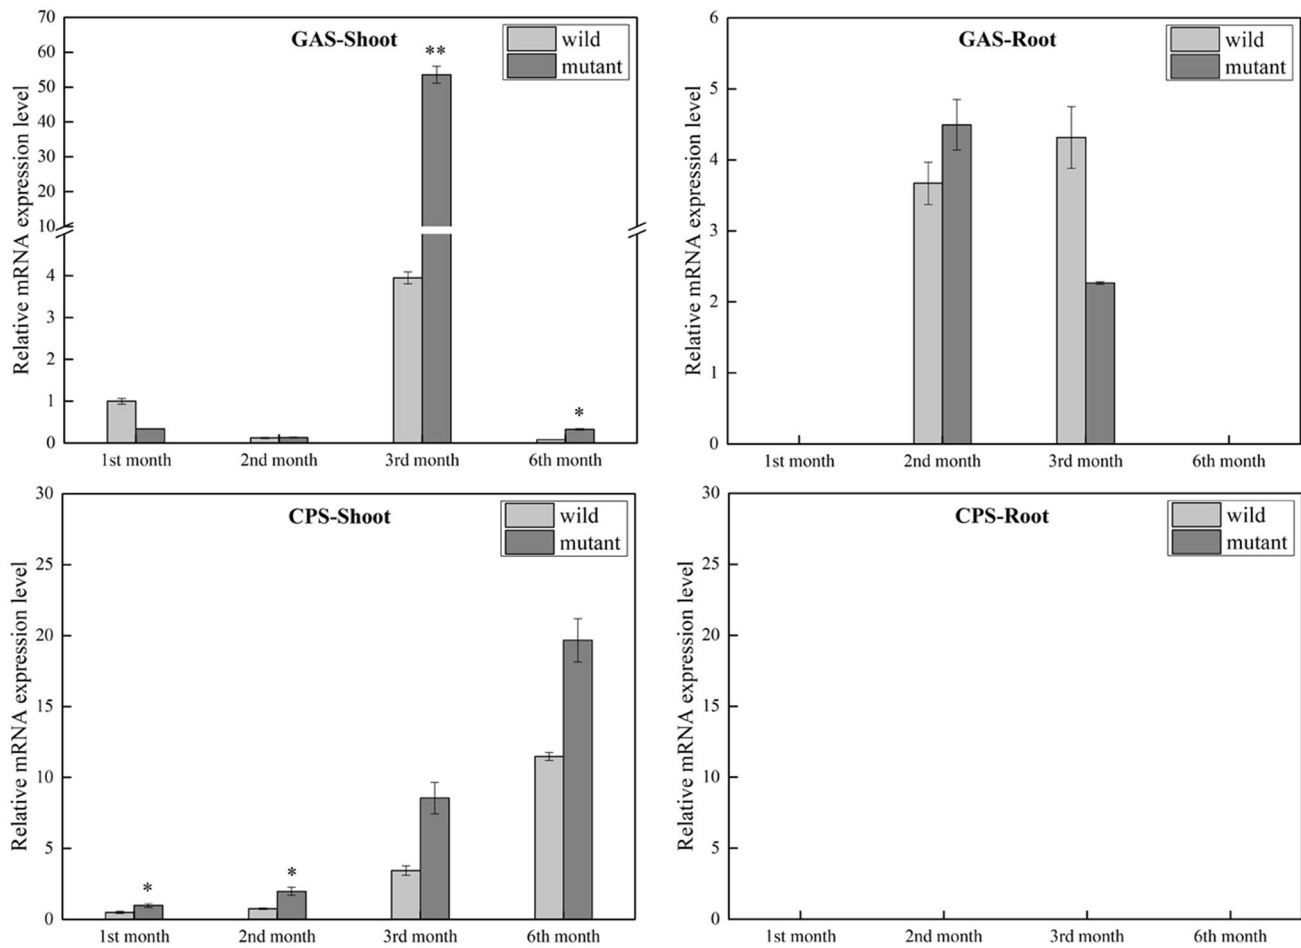 GAS-Shoot
wild
mutant
**
*
Relative mRNA expression level
70
60
50
40
30
20
10
4
3
2
1
0
1st month 2nd month 3rd month 6th month
GAS-Root
wild
mutant
Relative mRNA expression level
6
5
4
3
2
1
0
1st month 2nd month 3rd month 6th month
CPS-Shoot
wild
mutant
*
*
Relative mRNA expression level
30
25
20
15
10
5
0
1st month 2nd month 3rd month 6th month
CPS-Root
wild
mutant
Relative mRNA expression level
30
25
20
15
10
5
0
1st month 2nd month 3rd month 6th month